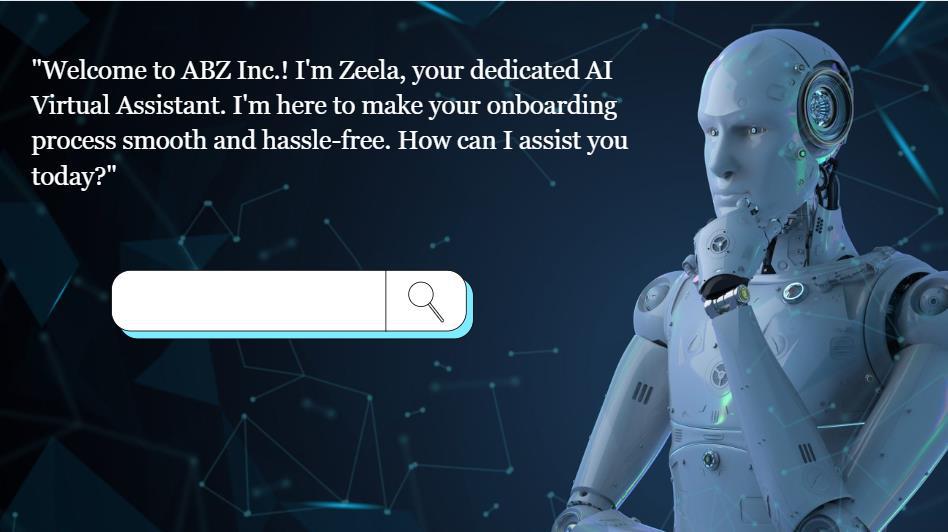 "Welcome to ABZ Inc.! I'm Zeela, your dedicated AI
Virtual Assistant. I'm here to make your onboarding
process smooth and hassle-free. How can I assist you
today?"